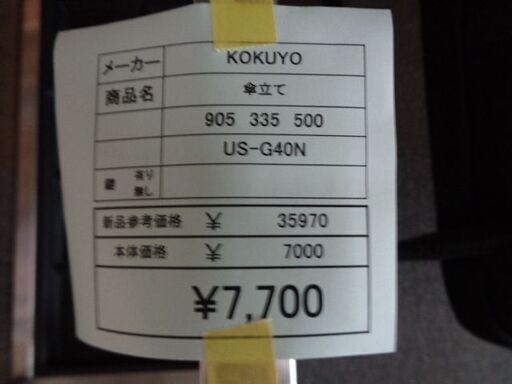 メーカー KOKUYO
商品名 傘立て
905 335 500
US-G40N
鍵 有り 無し
新品参考価格 ¥ 35970
本体価格 ¥ 7000
¥7,700